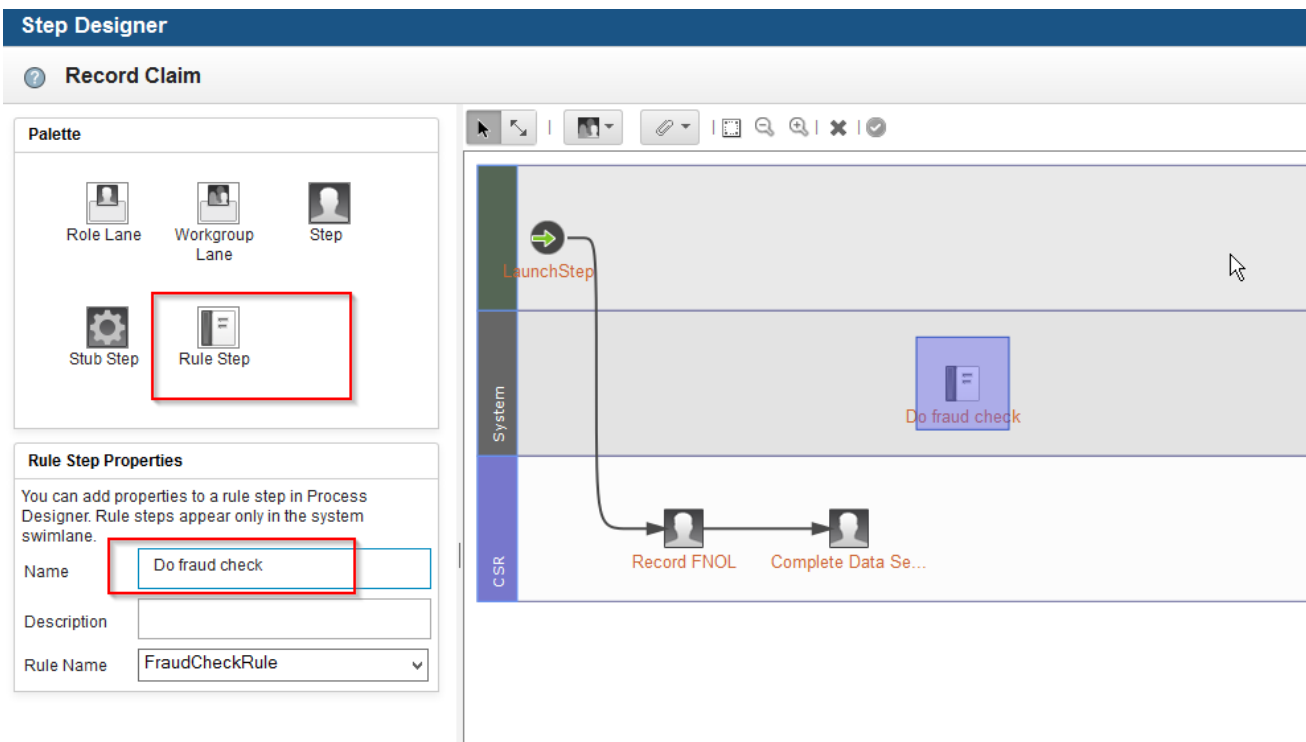 Step Designer
Record Claim
Palette
Role Lane
Workgroup
Lane
Step
Stub Step
Rule Step
Rule Step Properties
You can add properties to a rule step in Process
Designer. Rule steps appear only in the system
swimlane.
Name
Do fraud check
Description
Rule Name
FraudCheckRule
LaunchStep
System
Do fraud check
CSR
Record FNOL
Complete Data Se...